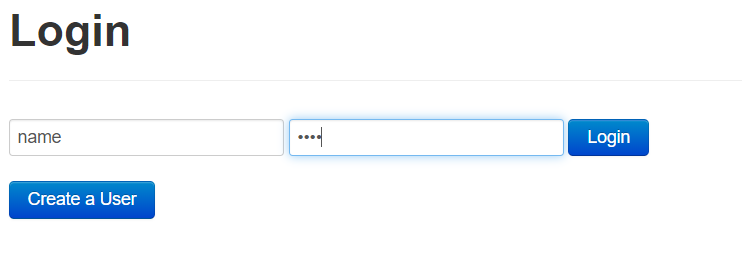 Login
name •••• Login
Create a User